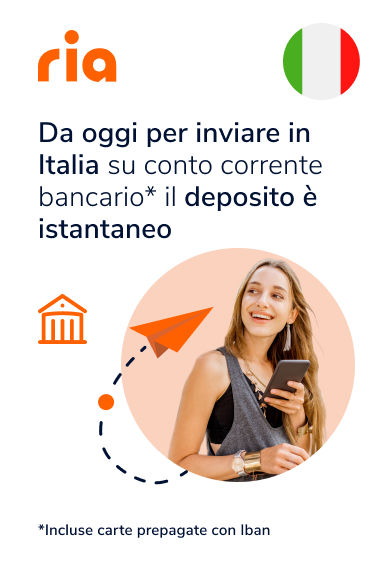 ria
Da oggi per inviare in
Italia su conto corrente
bancario* il deposito è
istantaneo
*Incluse carte prepagate con Iban